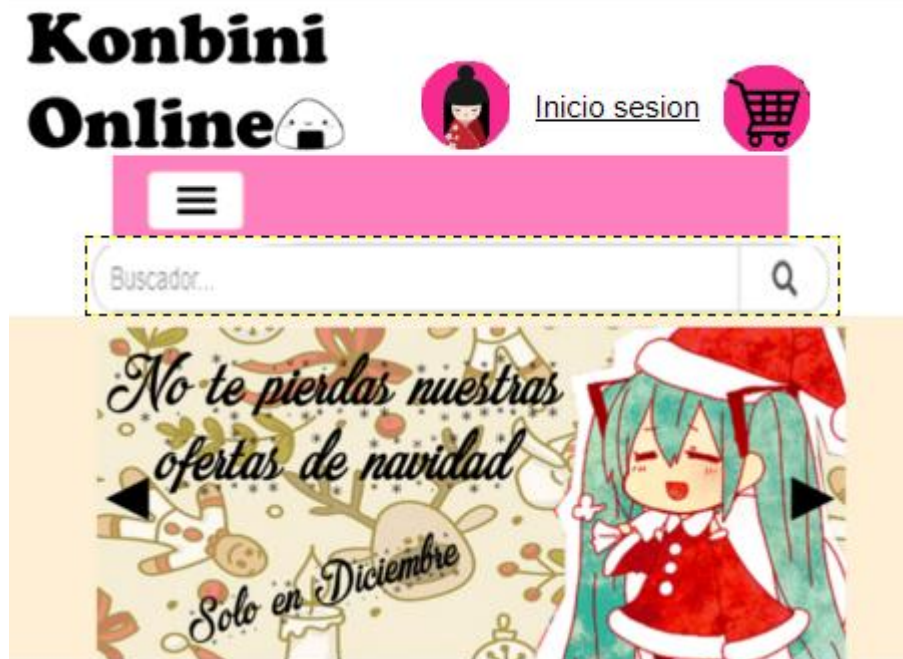 Konbini
Online
Inicio sesion
Buscador...
No te pierdas nuestras
ofertas de navidad
Solo en Diciembre